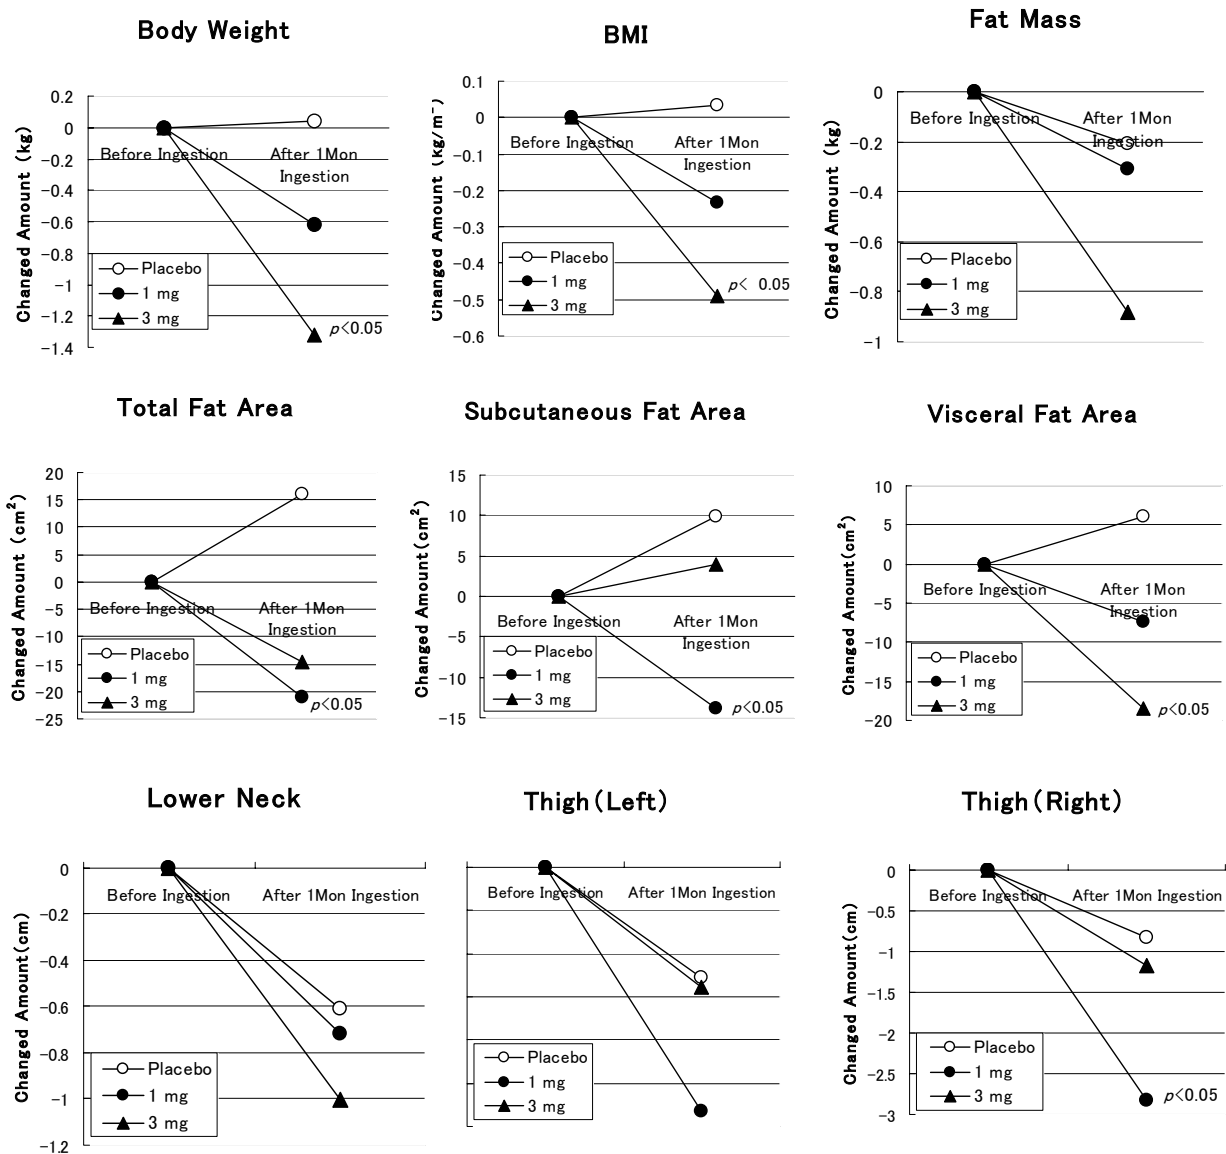 Body Weight
Changed Amount (kg)
0.2
0
-0.2
-0.4
-0.6
-0.8
-1
-1.2
-1.4
Before Ingestion
After 1Mon
Ingestion
Placebo
1 mg
3 mg
p<0.05
BMI
Changed Amount (kg/m
0.1
0
-0.1
-0.2
-0.3
-0.4
-0.5
-0.6
Before Ingestion
After 1Mon
Ingestion
Placebo
1 mg
3 mg
p< 0.05
Fat Mass
Changed Amount (kg)
0
-0.2
-0.4
-0.6
-0.8
-1
Before Ingestion
After 1Mon
Ingestion
Placebo
1 mg
3 mg
Total Fat Area
Changed Amount (cm²)
20
15
10
5
0
-5
-10
-15
-20
-25
Before Ingestion
After 1Mon
Ingestion
Placebo
1 mg
3 mg
p<0.05
Subcutaneous Fat Area
Changed Amount(cm²)
15
10
5
0
-5
-10
-15
Before Ingestion
After 1Mon
Ingestion
Placebo
1 mg
3 mg
p<0.05
Visceral Fat Area
Changed Amount(cm²)
10
5
0
-5
-10
-15
-20
Before Ingestion
After 1Mon
Ingestion
Placebo
1 mg
3 mg
p<0.05
Lower Neck
Changed Amount(cm)
0
-0.2
-0.4
-0.6
-0.8
-1
-1.2
Before Ingestion
After 1Mon Ingestion
Placebo
1 mg
3 mg
Thigh(Left)
Before Ingestion
After 1Mon Ingestion
Placebo
1 mg
3 mg
Thigh(Right)
Changed Amount(cm)
0
-0.5
-1
-1.5
-2
-2.5
-3
Before Ingestion
After 1Mon Ingestion
Placebo
1 mg
3 mg
p<0.05